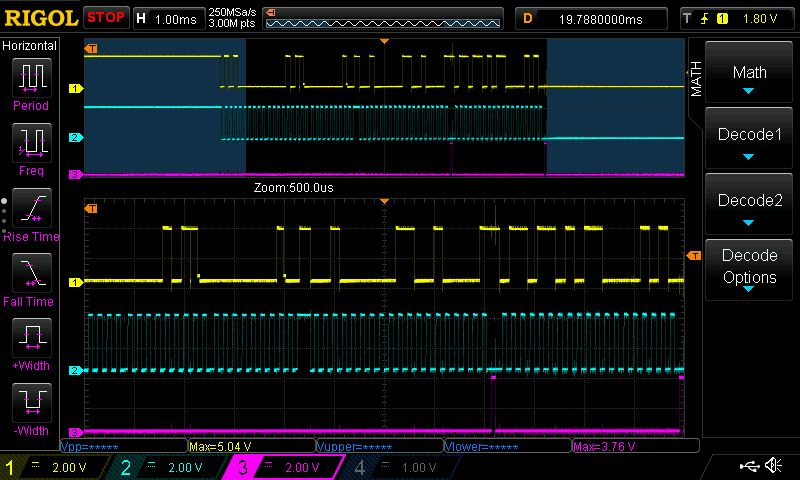 RIGOL STOP H 1.00ms 250MSa/s 3.00M pts D 19.7880000ms T 1 1.80 V
Horizontal
Period
Freq
Rise Time
Fall Time
+Width
-Width
T
1
2
3
Zoom:500.0us
T
1
T
2
3
MATH
Math
Decode1
Decode2
Decode
Options
Vpp=***** Max=5.04 V Vupper=***** Vlower=***** Max=3.76 V
1 2.00 V 2 2.00 V 3 2.00 V 4 1.00 V